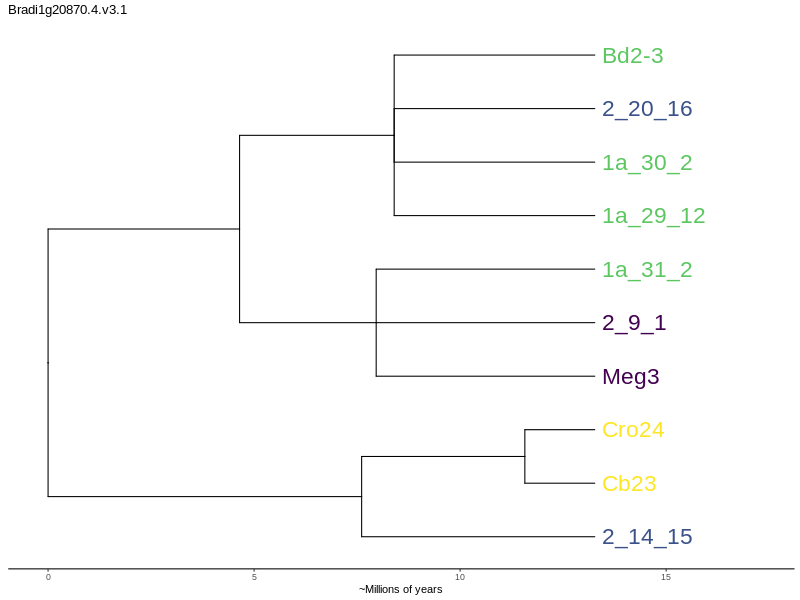 Bradi1g20870.4.v3.1
Bd2-3
2_20_16
1a_30_2
1a_29_12
1a_31_2
2_9_1
Meg3
Cro24
Cb23
2_14_15
0 5 10 15
~Millions of years